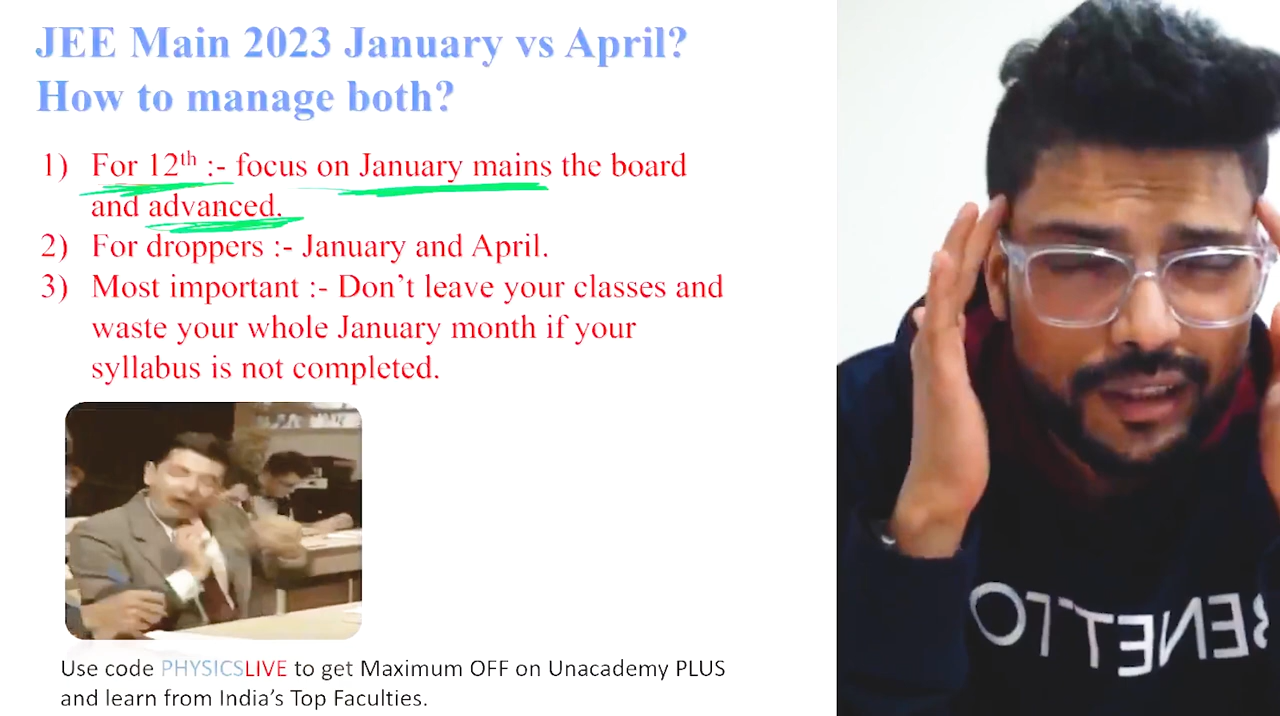 JEE Main 2023 January vs April?
How to manage both?
1) For 12th :- focus on January mains the board
and advanced.
2) For droppers :- January and April.
3) Most important :- Don’t leave your classes and
waste your whole January month if your
syllabus is not completed.
Use code PHYSICSLIVE to get Maximum OFF on Unacademy PLUS
and learn from India’s Top Faculties.
BENETTO